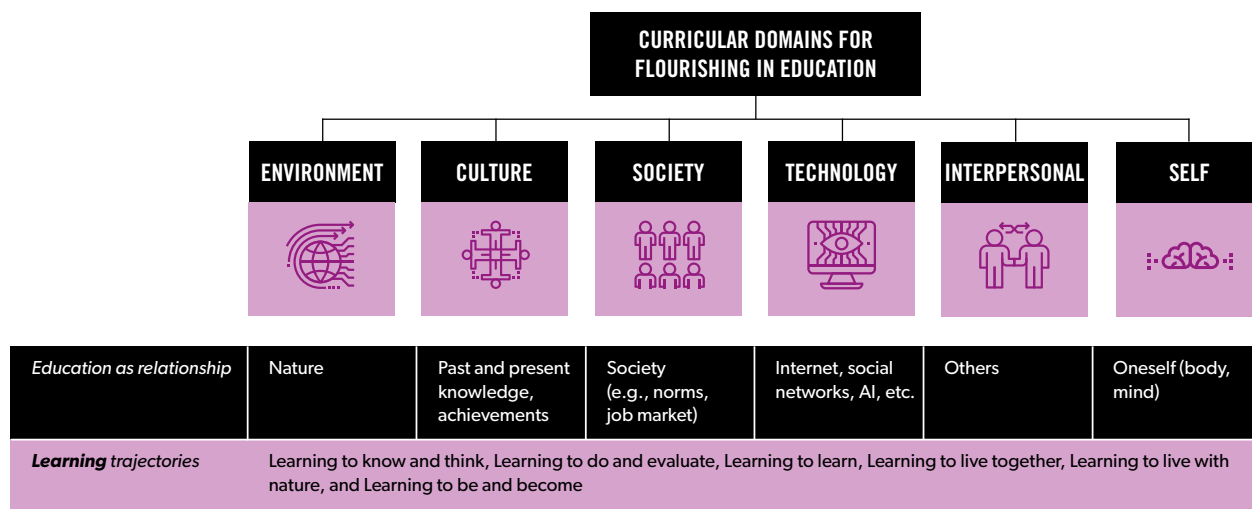 CURRICULAR DOMAINS FOR
FLOURISHING IN EDUCATION
ENVIRONMENT
CULTURE
SOCIETY
TECHNOLOGY
INTERPERSONAL
SELF
Education as relationship
Nature
Past and present
knowledge,
achievements
Society
(e.g., norms,
job market)
Internet, social
networks, AI, etc.
Others
Oneself (body,
mind)
Learning trajectories
Learning to know and think, Learning to do and evaluate, Learning to learn, Learning to live together, Learning to live with
nature, and Learning to be and become